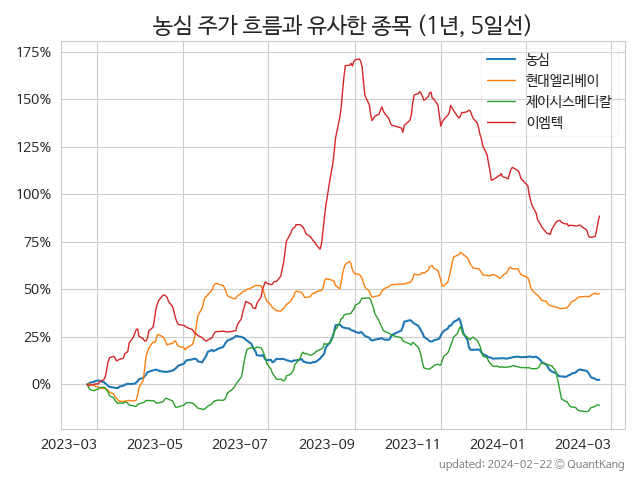 농심 주가 흐름과 유사한 종목 (1년, 5일선)
175%
150%
125%
100%
75%
50%
25%
0%
농심
현대엘리베이
제이시스메디칼
이엠텍
2023-03 2023-05 2023-07 2023-09 2023-11 2024-01 2024-03
updated: 2024-02-22 © QuantKang